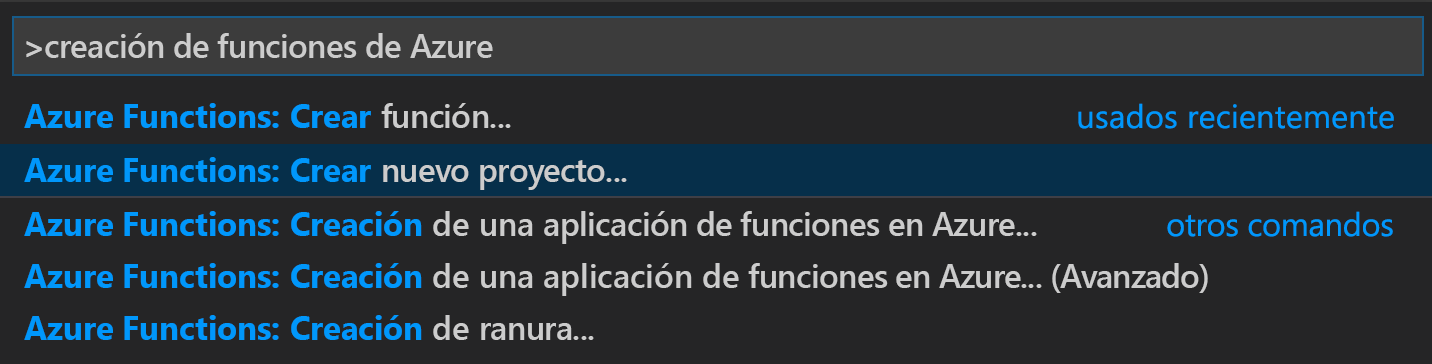 >creación de funciones de Azure
Azure Functions: Crear función... usados recientemente
Azure Functions: Crear nuevo proyecto...
Azure Functions: Creación de una aplicación de funciones en Azure... otros comandos
Azure Functions: Creación de una aplicación de funciones en Azure... (Avanzado)
Azure Functions: Creación de ranura...